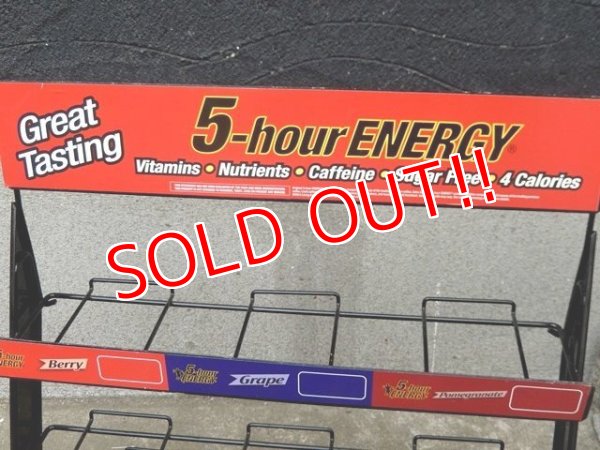 Great
Tasting
5-hour ENERGY®
Vitamins • Nutrients • Caffeine • Sugar Free • 4 Calories
SOLD OUT!!
5-hour
ENERGY
Berry
5-hour
ENERGY
Grape
5-hour
ENERGY
Pomegranate